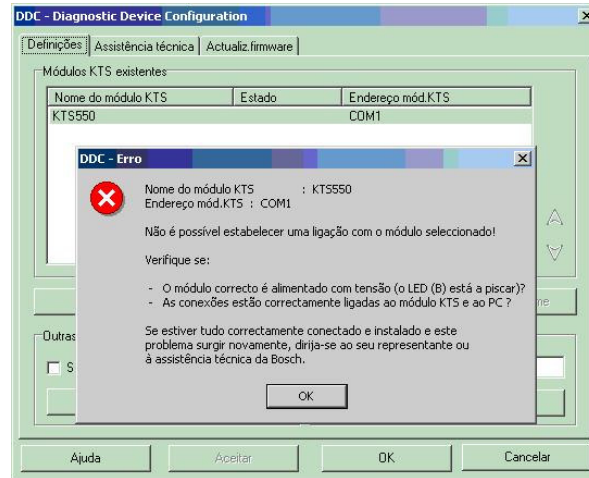 DDC - Diagnostic Device Configuration
Definições Assistência técnica Actualiz.firmware
Módulos KTS existentes
Nome do módulo KTS Estado Endereço mód.KTS
KTS550 COM1
DDC - Erro
Nome do módulo KTS : KTS550
Endereço mód.KTS : COM1
Não é possível estabelecer uma ligação com o módulo seleccionado!
Verifique se:
- O módulo correcto é alimentado com tensão (o LED (B) está a piscar)?
- As conexões estão correctamente ligadas ao módulo KTS e ao PC ?
Se estiver tudo correctamente conectado e instalado e este
problema surgir novamente, dirija-se ao seu representante ou
à assistência técnica da Bosch.
OK
Outras
S
Ajuda Aceitar OK Cancelar